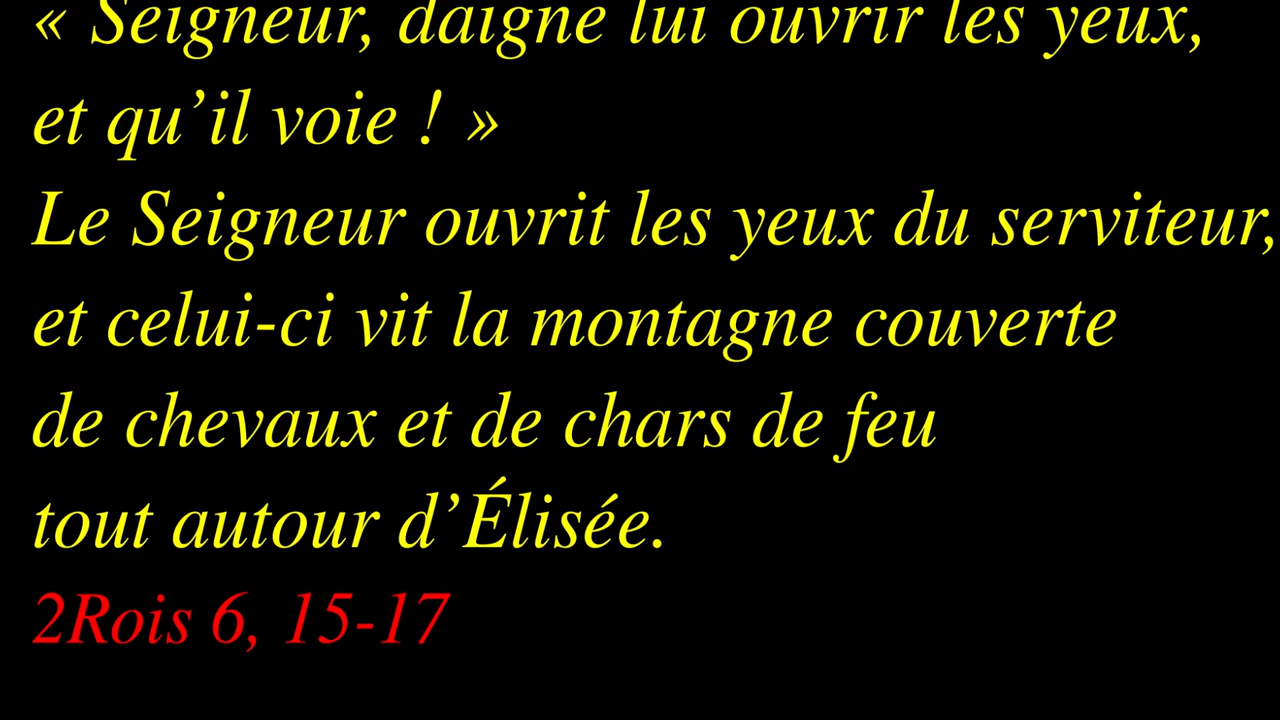 « Seigneur, daigne lui ouvrir les yeux,
et qu’il voie ! »
Le Seigneur ouvrit les yeux du serviteur,
et celui-ci vit la montagne couverte
de chevaux et de chars de feu
tout autour d’Élisée.
2Rois 6, 15-17